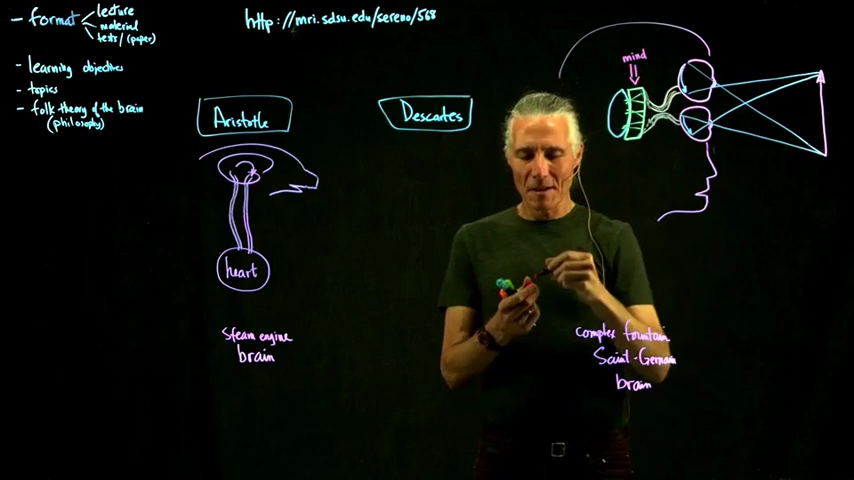 - format
lecture
material
tests/(paper)
http://mri.sdsu.edu/sereno/568
- learning objectives
- topics
- folk theory of the brain
(philosophy)
Aristotle
Descartes
mind
heart
steam engine
brain
complex fountain
Saint-Germain
brain